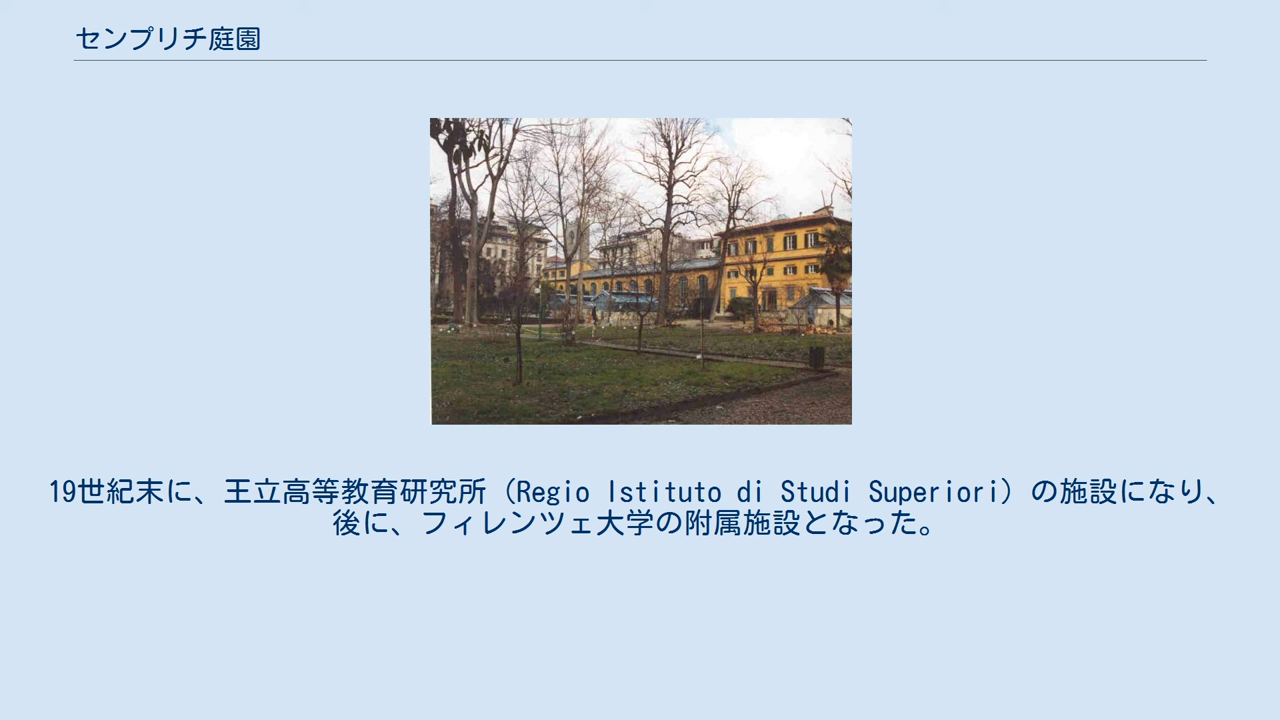 センプリチ庭園
19世紀末に、王立高等教育研究所（Regio Istituto di Studi Superiori）の施設になり、
後に、フィレンツェ大学の附属施設となった。